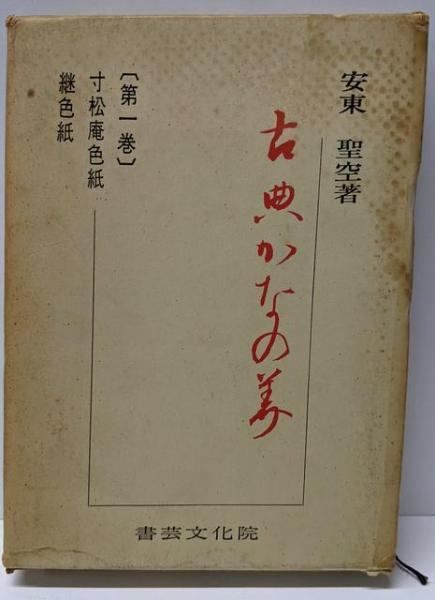 安東 聖空著
古典かなの美
〔第一巻〕
寸松庵色紙
継色紙
書芸文化院